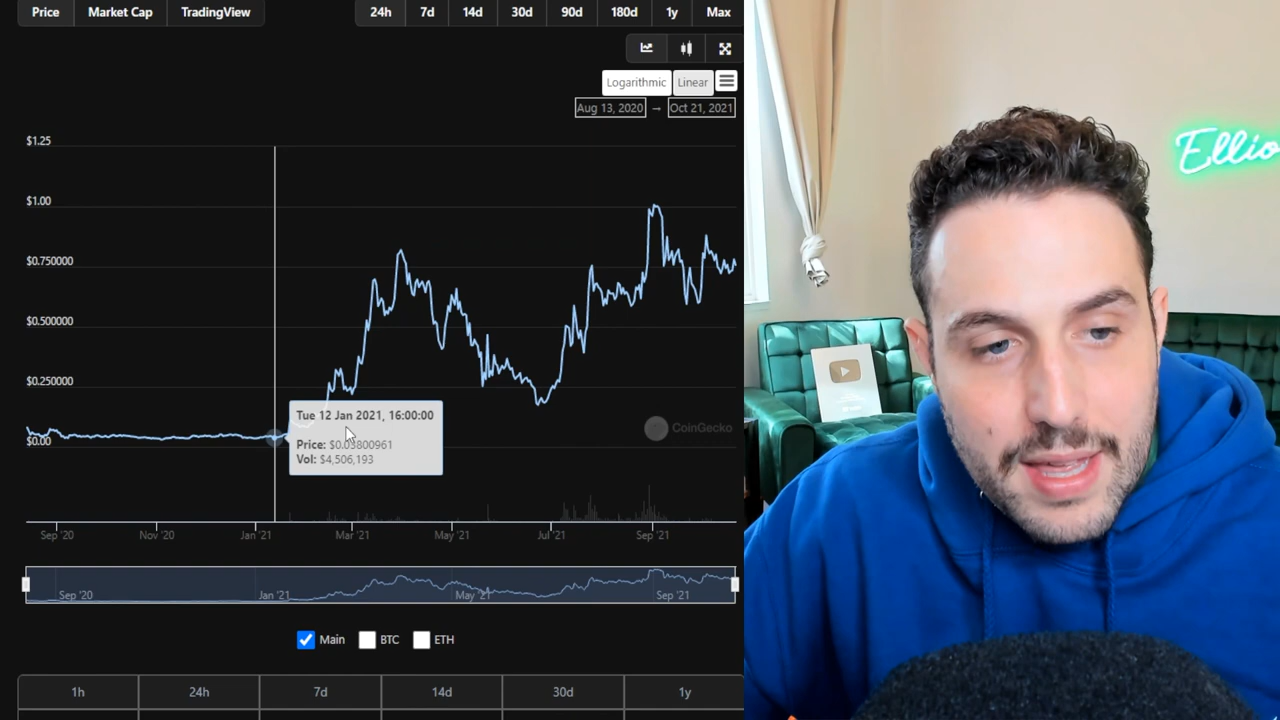 Price Market Cap TradingView 24h 7d 14d 30d 90d 180d 1y Max
Logarithmic Linear
Aug 13, 2020 → Oct 21, 2021
$1.25
$1.00
$0.750000
$0.500000
$0.250000
$0.00
Tue 12 Jan 2021, 16:00:00
Price: $0.03800961
Vol: $4,506,193
CoinGecko
Sep '20 Nov '20 Jan '21 Mar '21 May '21 Jul '21 Sep '21
Sep '20 Jan '21 May '21 Sep '21
Main BTC ETH
1h 24h 7d 14d 30d 1y
Ellio